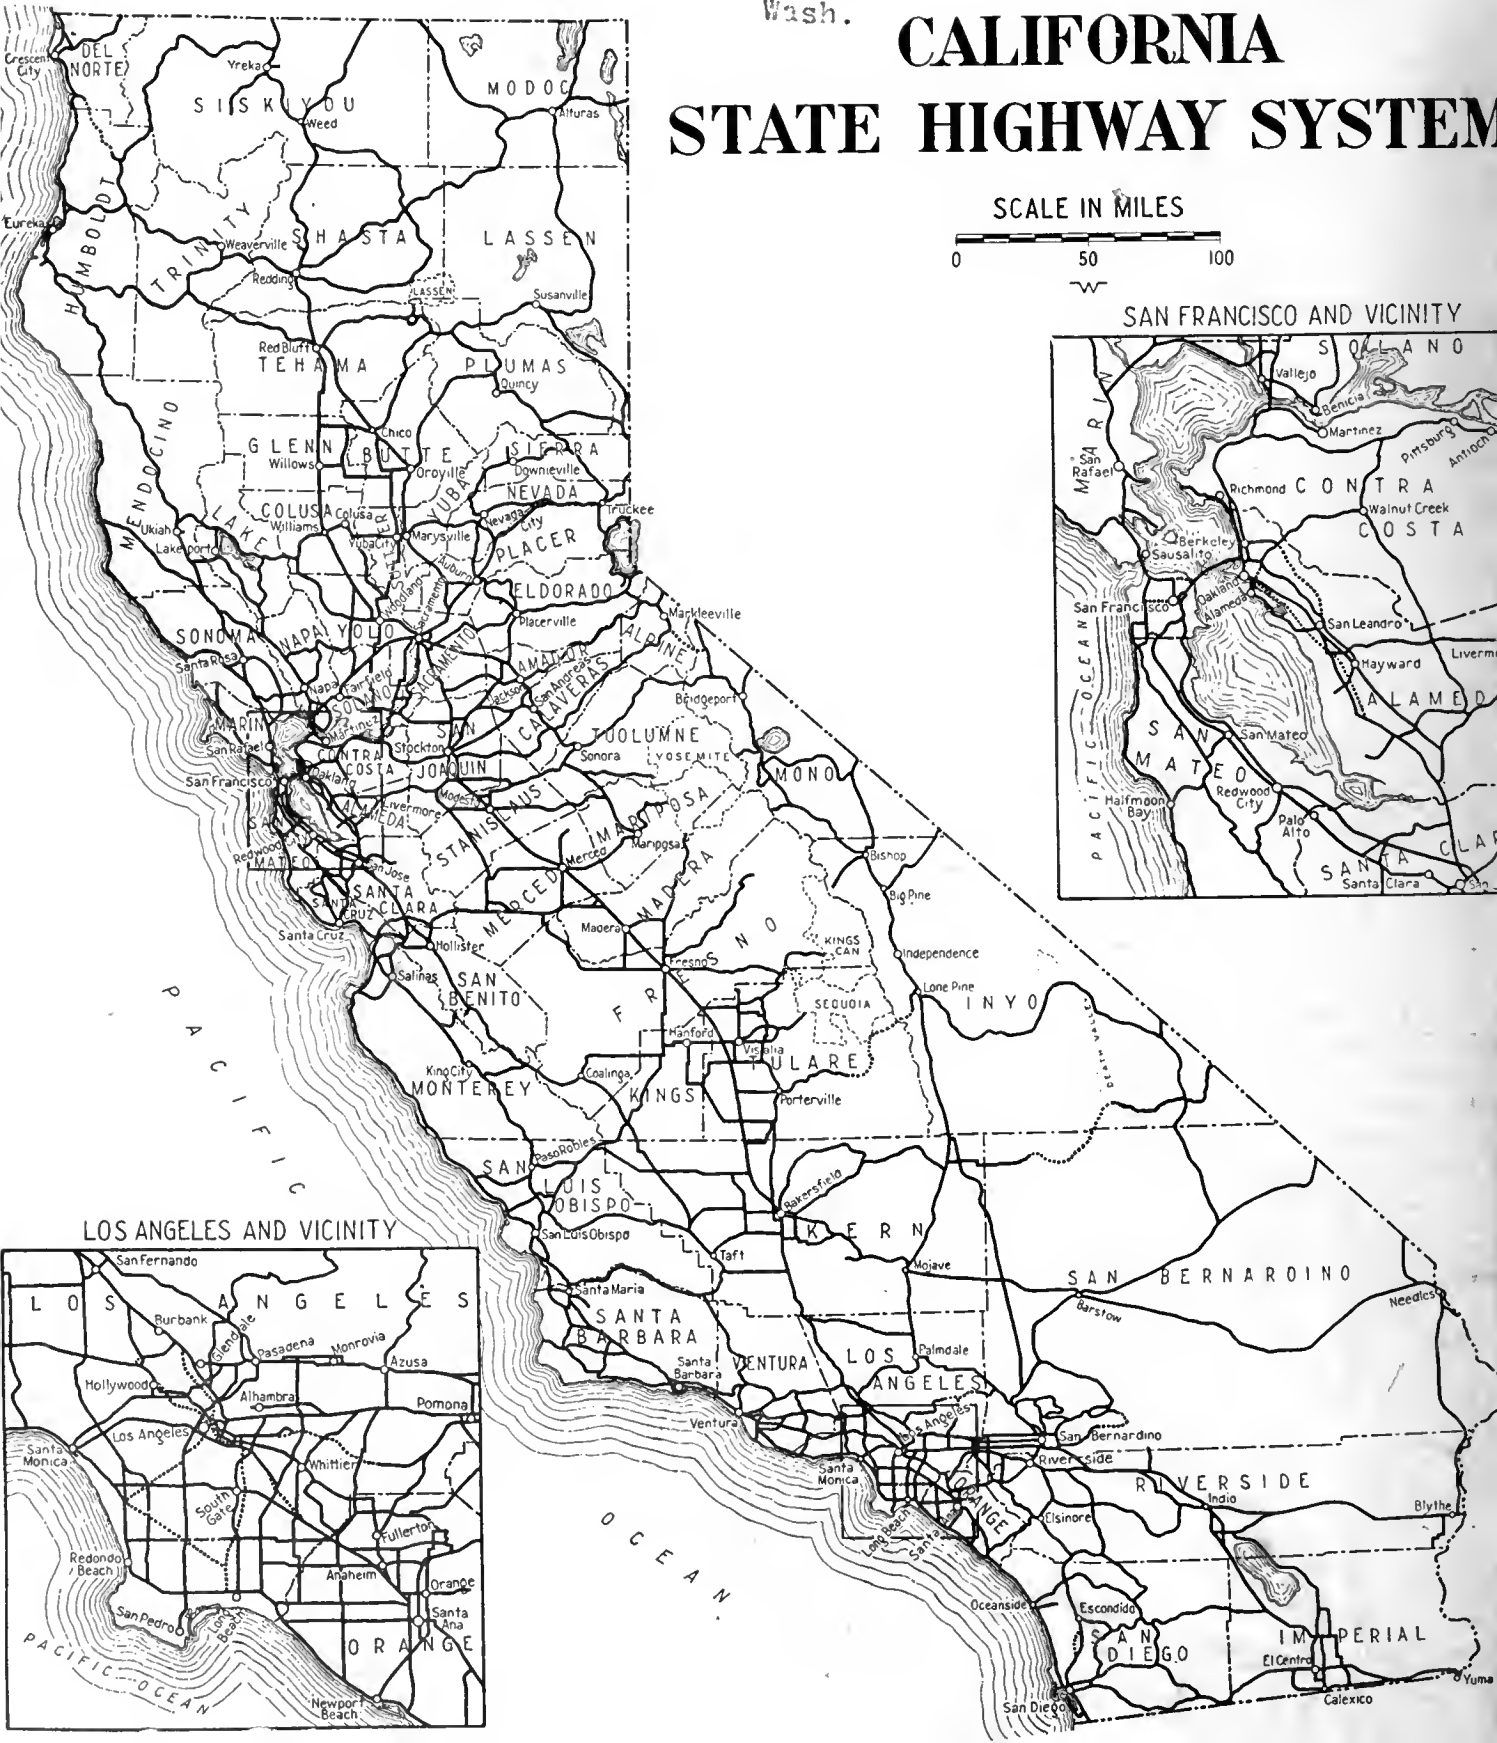 Wash.
CALIFORNIA
STATE HIGHWAY SYSTEM
SCALE IN MILES
0 50 100
SAN FRANCISCO AND VICINITY
SOLANO
Vallejo
Benicia
Martinez
Pittsburg
Antioch
MARIN
San
Rafael
Richmond
CONTRA
COSTA
Walnut Creek
Berkeley
Sausalito
Oakland
Alameda
San Francisco
San Leandro
Hayward
Liverm
ALAMED
SAN
MATEO
San Mateo
Redwood
City
Halfmoon
Bay
Palo
Alto
SANTA CLAR
Santa Clara
San
PACIFIC OCEAN
Crescent
City
DEL
NORTE
Yreka
SISKIYOU
Weed
MODOC
Alturas
Eureka
HUMBOLDT
TRINITY
Weaverville
SHASTA
Redding
LASSEN
LASSEN
Susanville
Red Bluff
TEHAMA
PLUMAS
Quincy
MENDOCINO
GLENN
Willows
Chico
BUTTE
Oroville
SIERRA
Downieville
YUBA
NEVADA
Nevada
City
Truckee
COLUSA
Colusa
Williams
LAKE
Ukiah
Lakeport
Yuba City
SUTTER
Marysville
PLACER
Auburn
ELDORADO
Placerville
Woodland
Sacramento
Markleeville
ALPINE
SONOMA
Santa Rosa
NAPA
YOLO
Napa
Fairfield
SOLANO
SACRAMENTO
AMADOR
Jackson
San Andreas
CALAVERAS
Bridgeport
MARIN
San Rafael
Martinez
CONTRA
COSTA
San Francisco
Oakland
SAN
JOAQUIN
Stockton
TUOLUMNE
Sonora
YOSEMITE
MONO
ALAMEDA
Livermore
Modesto
STANISLAUS
MARIPOSA
Mariposa
SAN
MATEO
Redwood City
San Jose
SANTA
CLARA
SANTA
CRUZ
Santa Cruz
MERCED
Merced
MADERA
Madera
Bishop
Big Pine
Independence
Lone Pine
INYO
DEATH VALLEY
Hollister
Salinas
SAN
BENITO
FRESNO
Fresno
KINGS
CAN
SEQUOIA
Hanford
Visalia
TULARE
King City
MONTEREY
Coalinga
KINGS
Porterville
PACIFIC
OCEAN
Paso Robles
SAN
LUIS
OBISPO
San Luis Obispo
Bakersfield
KERN
Taft
Mojave
SAN BERNARDINO
Barstow
Needles
Santa Maria
SANTA
BARBARA
Santa
Barbara
VENTURA
Ventura
LOS
ANGELES
Palmdale
Los Angeles
San Bernardino
Riverside
RIVERSIDE
Santa
Monica
Long Beach
Santa Ana
ORANGE
Elsinore
Indio
Blythe
Oceanside
Escondido
SAN
DIEGO
San Diego
IMPERIAL
El Centro
Calexico
Yuma
LOS ANGELES AND VICINITY
San Fernando
LOS ANGELES
Burbank
Glendale
Pasadena
Monrovia
Azusa
Hollywood
Alhambra
Pomona
Los Angeles
Santa
Monica
Whittier
South
Gate
Fullerton
Redondo
Beach
Anaheim
Orange
San Pedro
Long
Beach
Santa
Ana
ORANGE
Newport
Beach
PACIFIC OCEAN